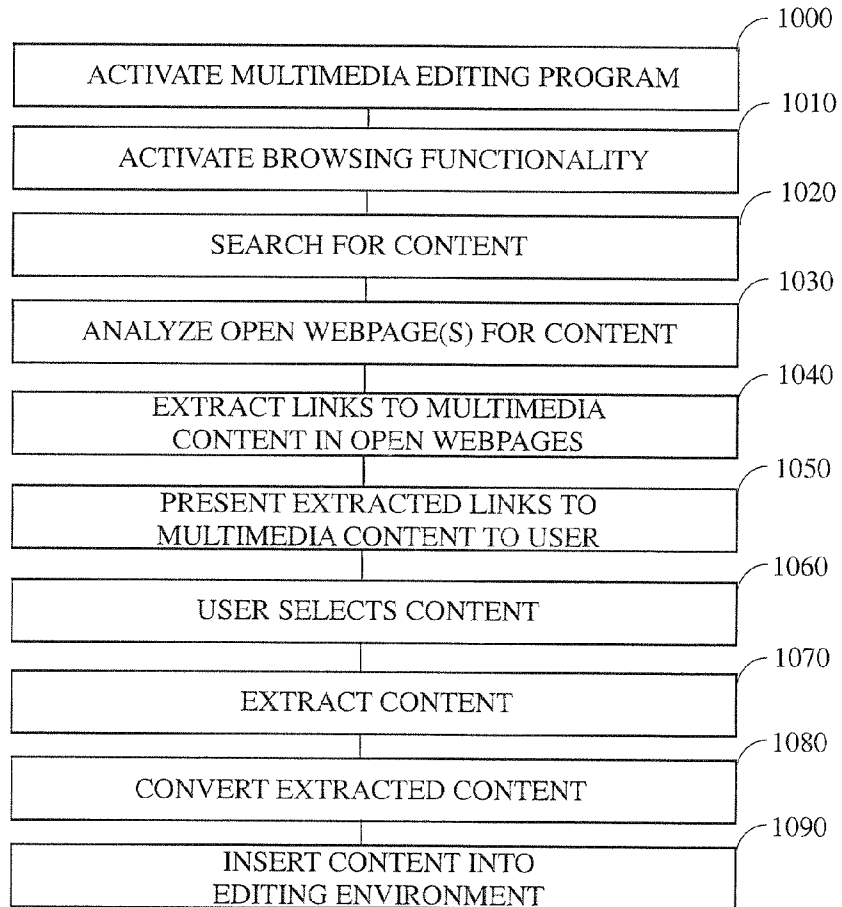 1000
ACTIVATE MULTIMEDIA EDITING PROGRAM
1010
ACTIVATE BROWSING FUNCTIONALITY
1020
SEARCH FOR CONTENT
1030
ANALYZE OPEN WEBPAGE(S) FOR CONTENT
1040
EXTRACT LINKS TO MULTIMEDIA
CONTENT IN OPEN WEBPAGES
1050
PRESENT EXTRACTED LINKS TO
MULTIMEDIA CONTENT TO USER
1060
USER SELECTS CONTENT
1070
EXTRACT CONTENT
1080
CONVERT EXTRACTED CONTENT
1090
INSERT CONTENT INTO
EDITING ENVIRONMENT